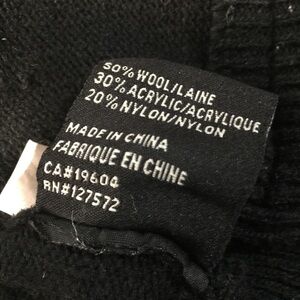 50% WOOL/LAINE
30% ACRYLIC/ACRYLIQUE
20% NYLON/NYLON
MADE IN CHINA
FABRIQUE EN CHINE
CA#19604
RN#127572